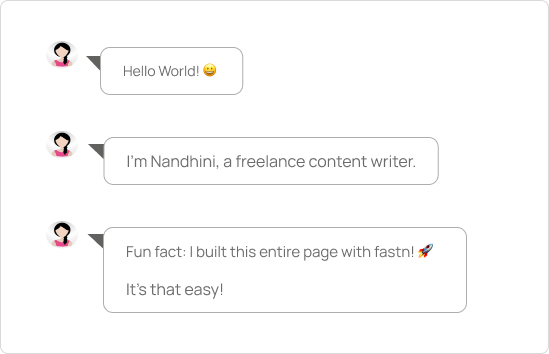 Hello World! 😀
I'm Nandhini, a freelance content writer.
Fun fact: I built this entire page with fastn! 🚀
It's that easy!